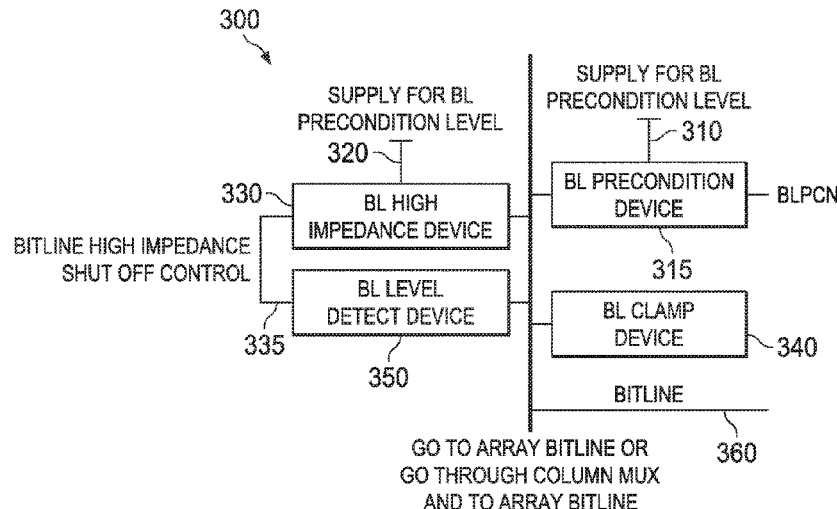 300
SUPPLY FOR BL
PRECONDITION LEVEL
320
SUPPLY FOR BL
PRECONDITION LEVEL
310
330
BL HIGH
IMPEDANCE DEVICE
BL PRECONDITION
DEVICE
BLPCN
315
BITLINE HIGH IMPEDANCE
SHUT OFF CONTROL
335
BL LEVEL
DETECT DEVICE
350
BL CLAMP
DEVICE
340
BITLINE
360
GO TO ARRAY BITLINE OR
GO THROUGH COLUMN MUX
AND TO ARRAY BITLINE